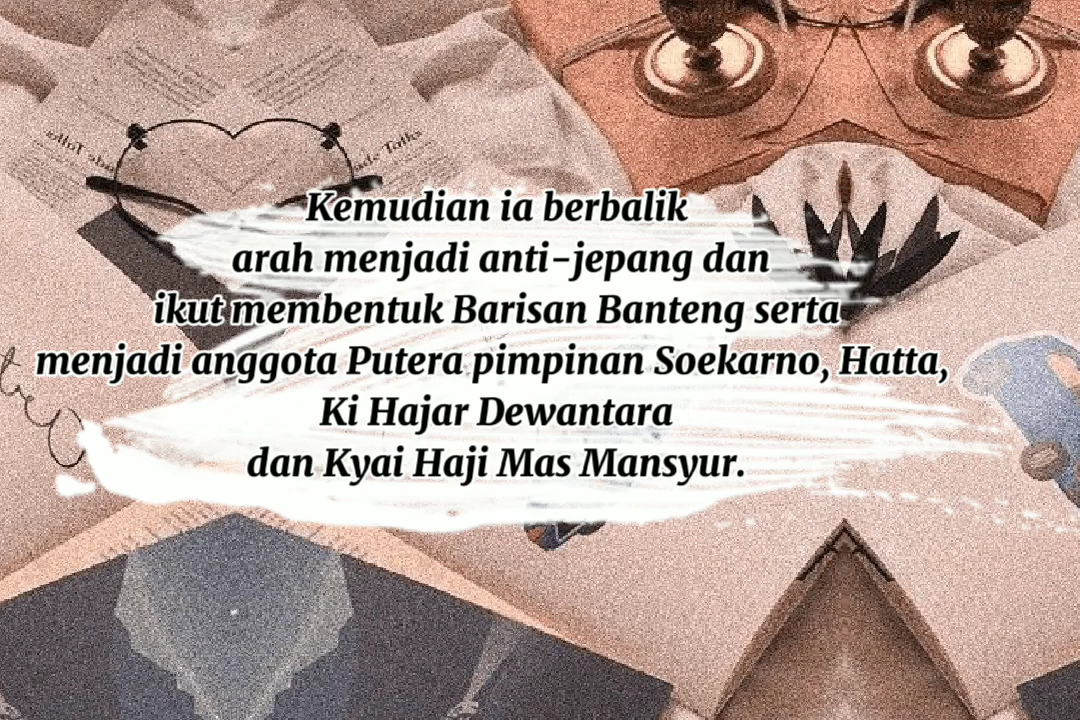 Kemudian ia berbalik
arah menjadi anti-jepang dan
ikut membentuk Barisan Banteng serta
menjadi anggota Putera pimpinan Soekarno, Hatta,
Ki Hajar Dewantara
dan Kyai Haji Mas Mansyur.